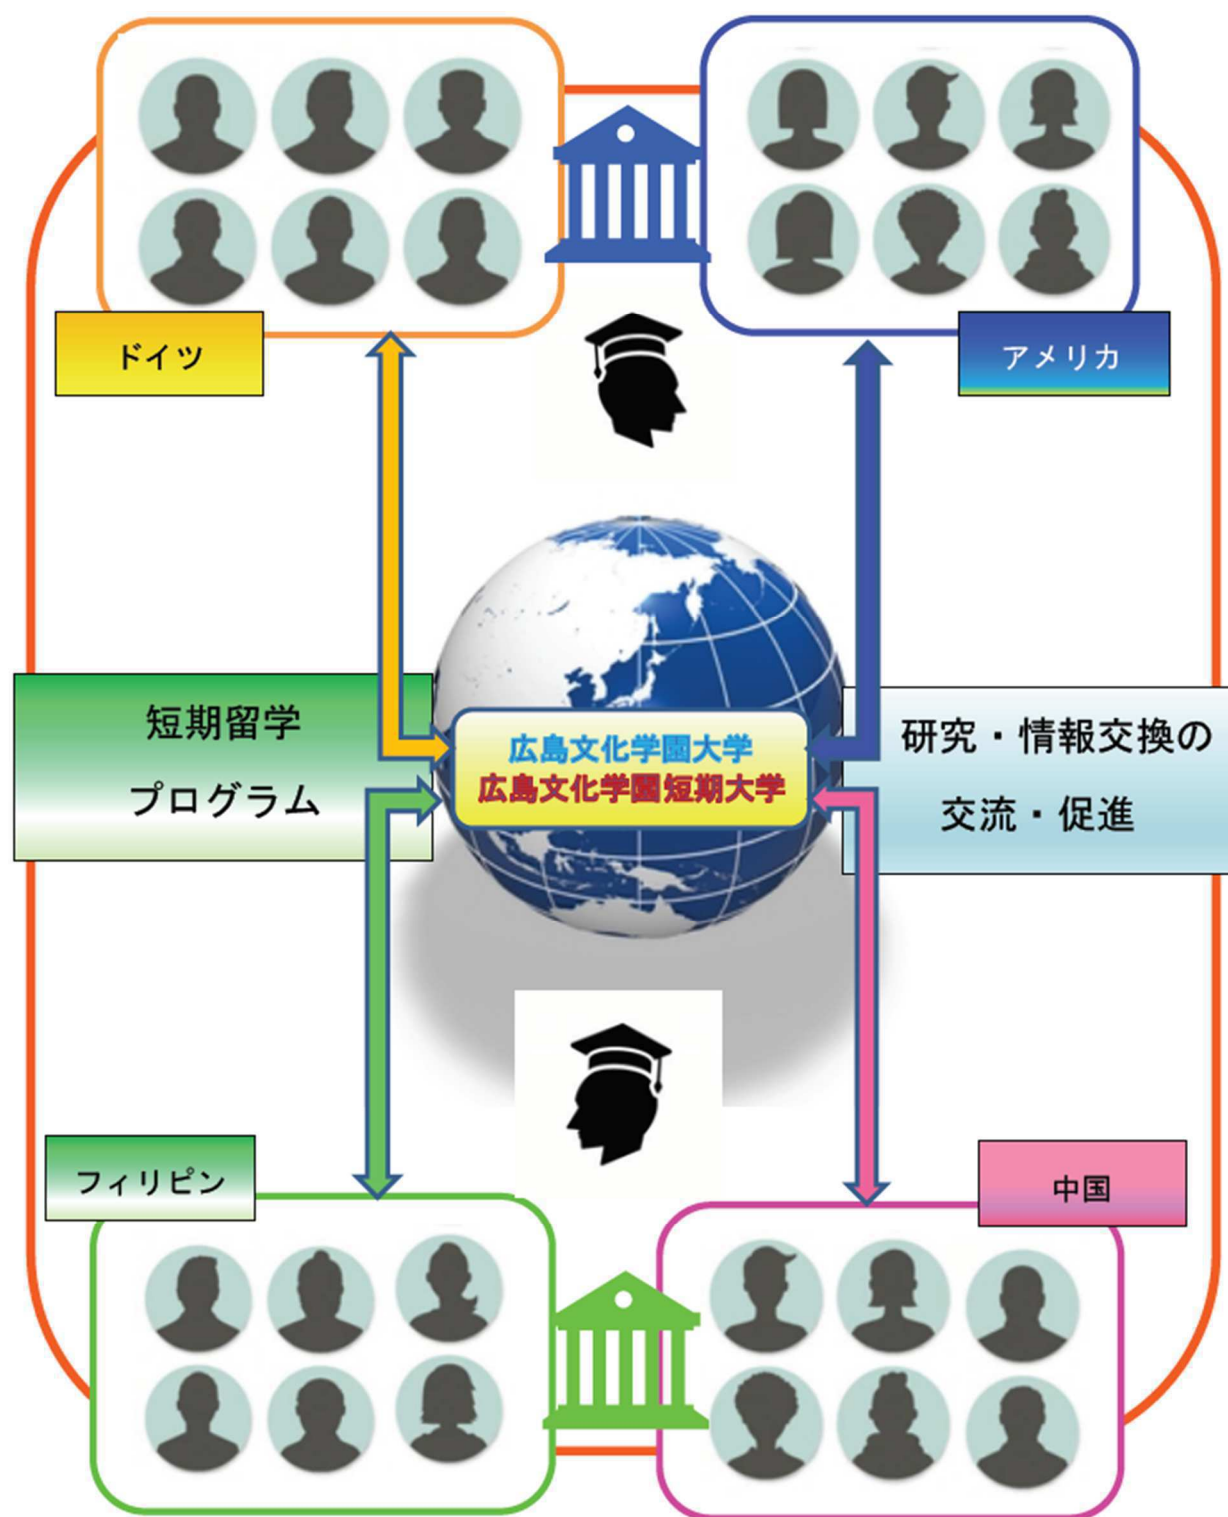 ドイツ
アメリカ
短期留学
プログラム
広島文化学園大学
広島文化学園短期大学
研究・情報交換の
交流・促進
フィリピン
中国